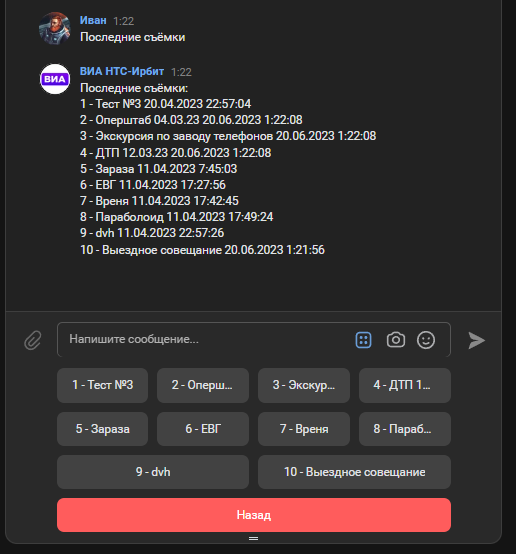 Иван 1:22
Последние съёмки
ВИА
ВИА НТС-Ирбит 1:22
Последние съёмки:
1 - Тест №3 20.04.2023 22:57:04
2 - Оперштаб 04.03.23 20.06.2023 1:22:08
3 - Экскурсия по заводу телефонов 20.06.2023 1:22:08
4 - ДТП 12.03.23 20.06.2023 1:22:08
5 - Зараза 11.04.2023 7:45:03
6 - ЕВГ 11.04.2023 17:27:56
7 - Вреня 11.04.2023 17:42:45
8 - Параболоид 11.04.2023 17:49:24
9 - dvh 11.04.2023 22:57:26
10 - Выездное совещание 20.06.2023 1:21:56
Напишите сообщение...
1 - Тест №3 2 - Оперш... 3 - Экскур... 4 - ДТП 1...
5 - Зараза 6 - ЕВГ 7 - Вреня 8 - Параб...
9 - dvh 10 - Выездное совещание
Назад